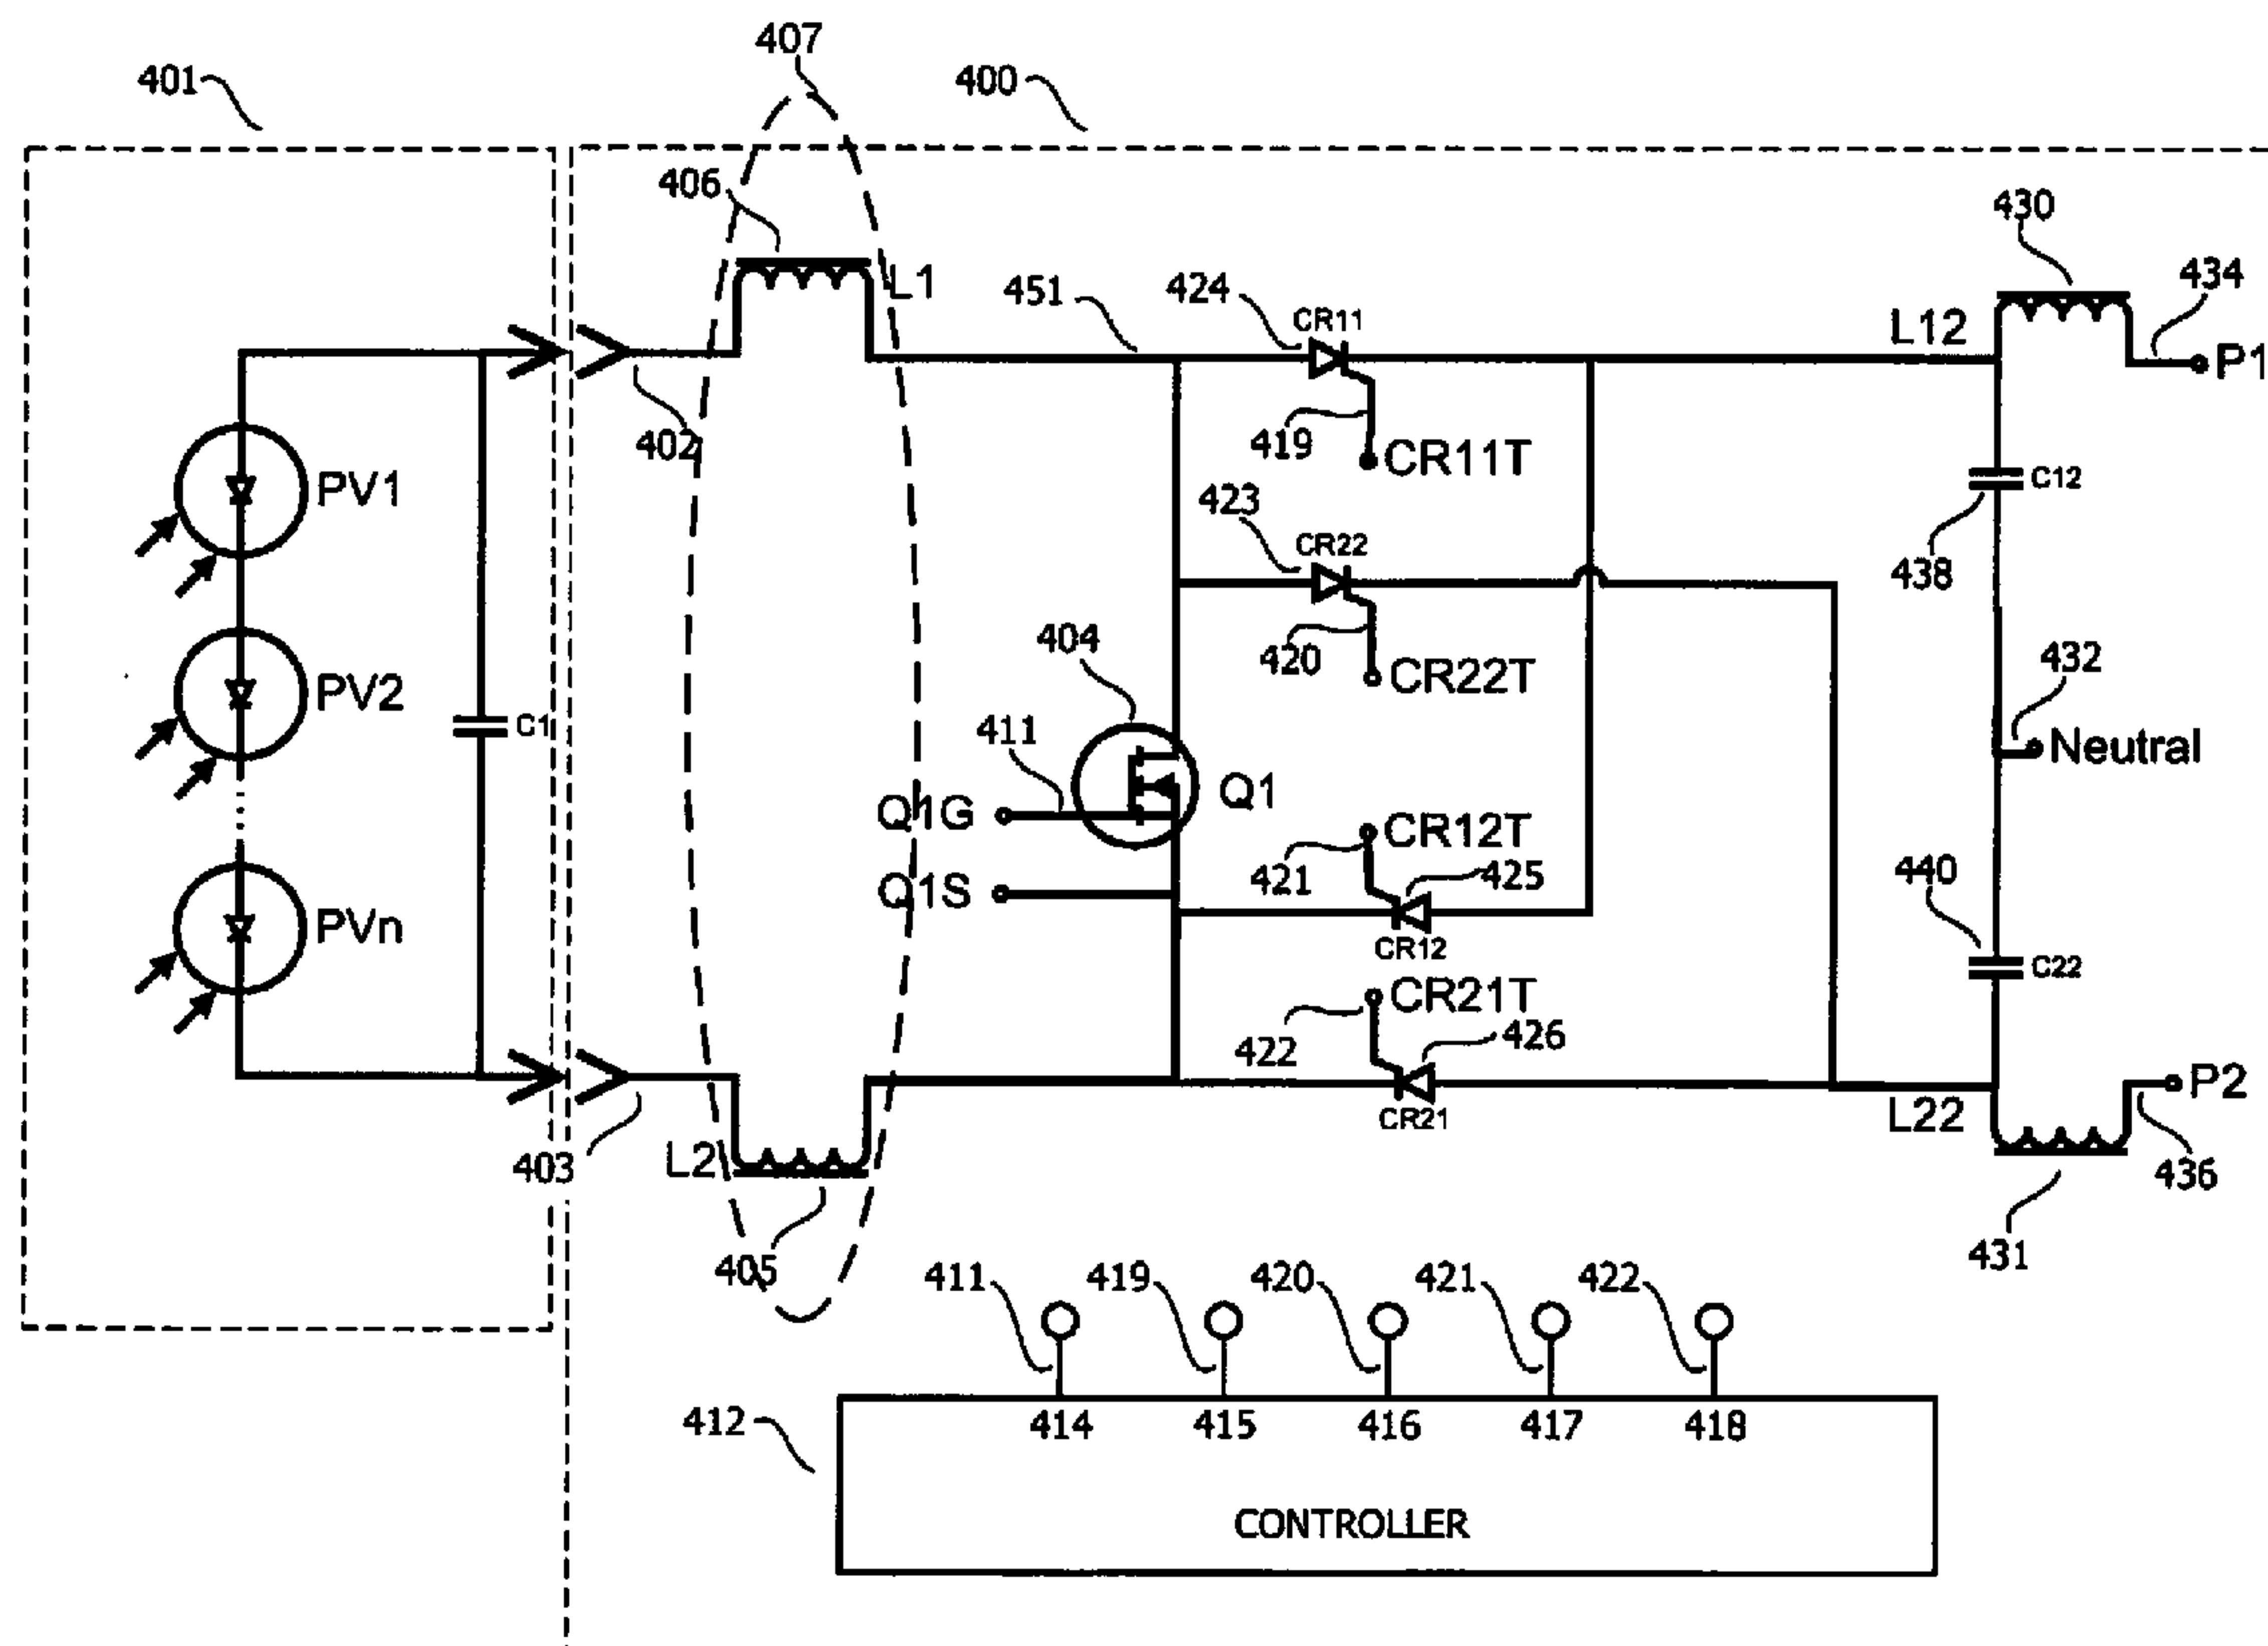 407
401
400
406
430
L1
451
424
434
CR11
L12
P1
402
419
CR11T
PV1
C12
423
CR22
438
404
420
CR22T
432
PV2
C1
411
Neutral
Q1
Q1G
CR12T
421
425
440
Q1S
PVn
CR12
C22
CR21T
422
426
P2
CR21
L22
403
L2
436
405
431
411
419
420
421
422
412
414
415
416
417
418
CONTROLLER